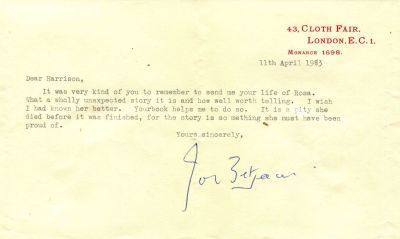 43, CLOTH FAIR,
LONDON, E.C.1.
MONARCH 1698.
11th April 1963
Dear Harrison,
It was very kind of you to remember to send me your life of Rosa.
What a wholly unexpected story it is and how well worth telling. I wish
I had known her better. Yourbook helps me to do so. It is a pity she
died before it was finished, for the story is so mething she must have been
proud of.
Yours sincerely,
John Betjeman